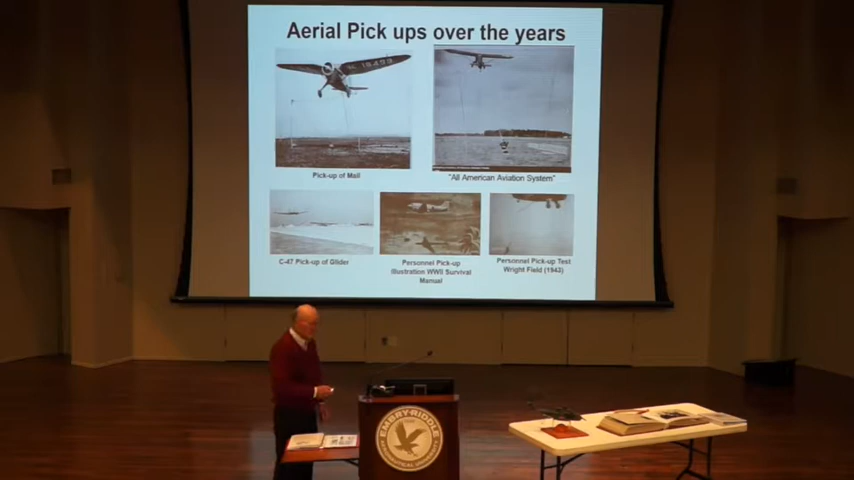 Aerial Pick ups over the years
Pick-up of Mail
"All American Aviation System"
C-47 Pick-up of Glider
Personnel Pick-up
Illustration WWII Survival
Manual
Personnel Pick-up Test
Wright Field (1943)
EMBRY-RIDDLE